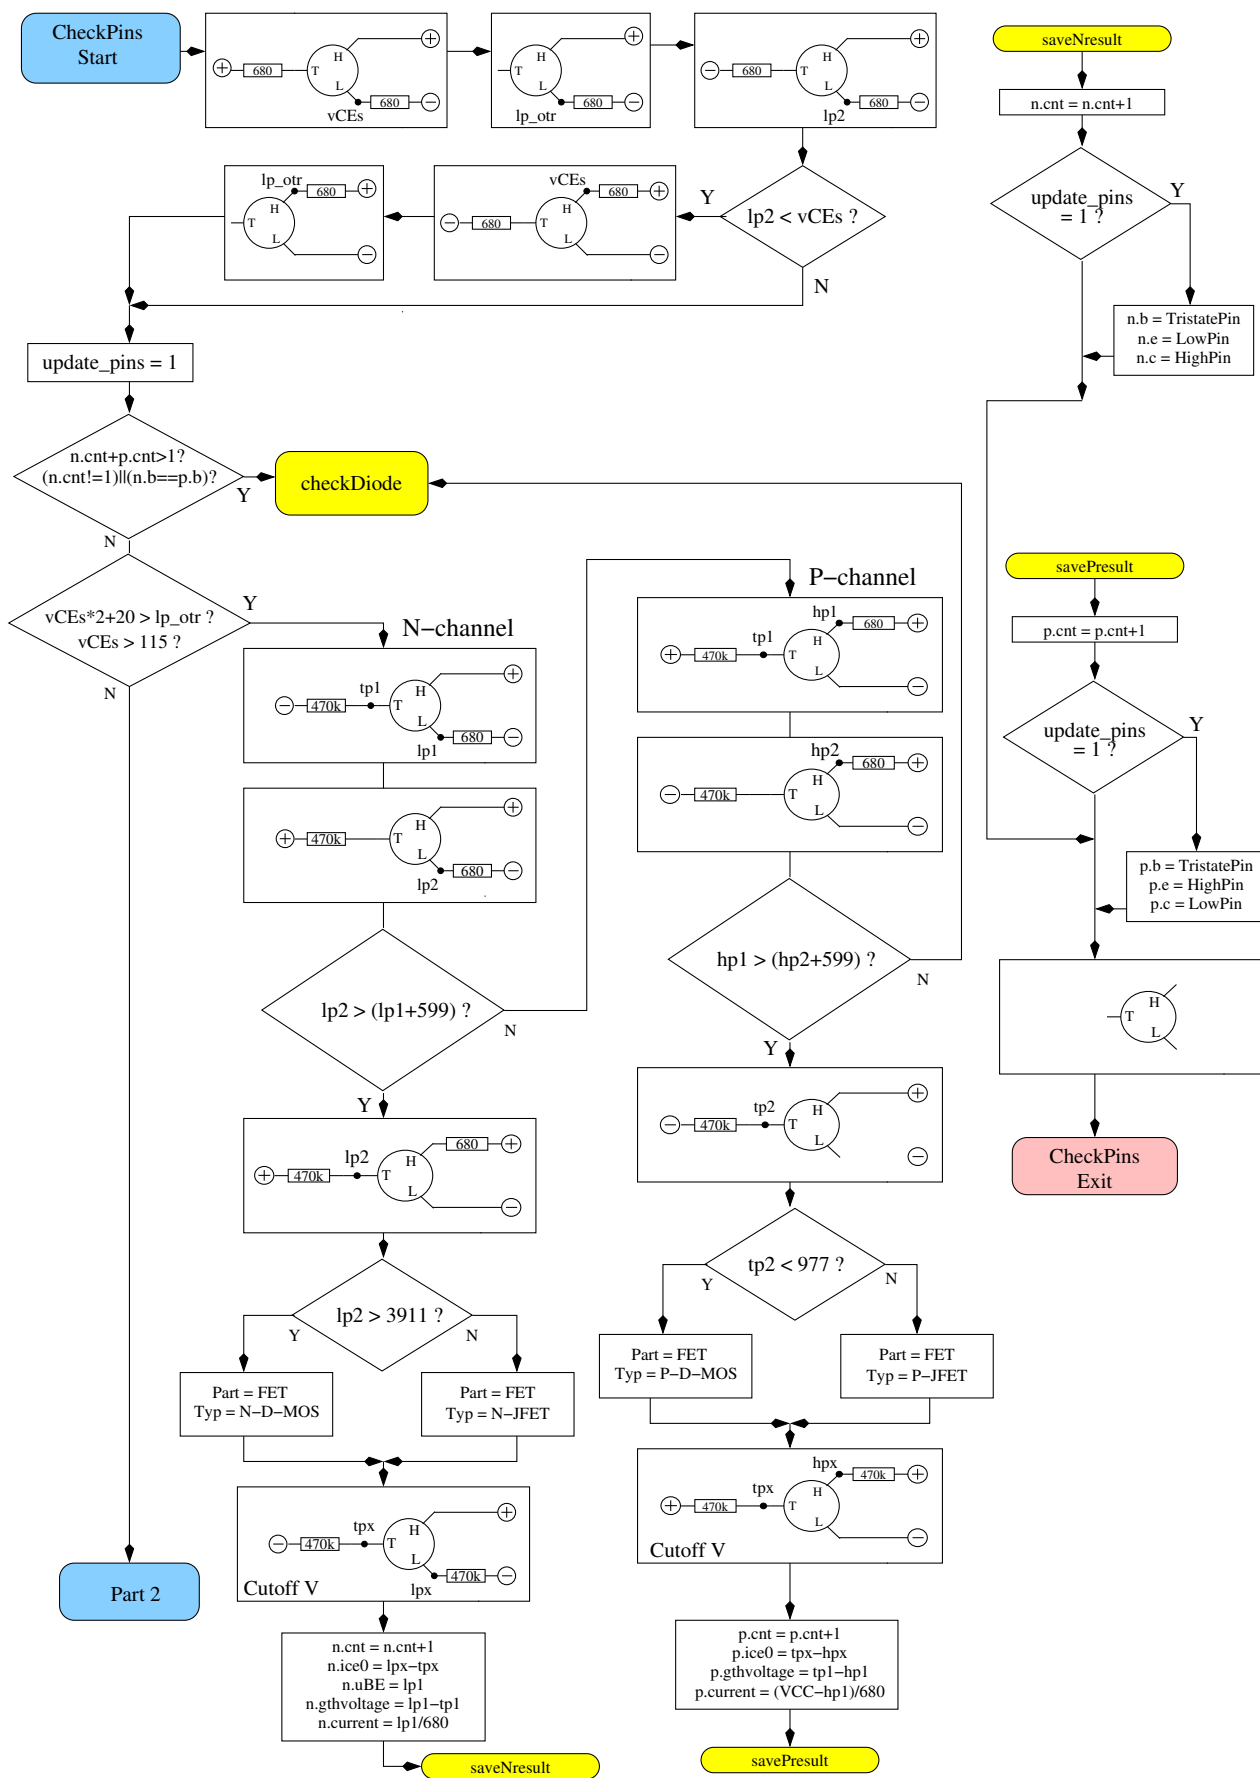 CheckPins
Start
H
T
L
680
680
vCEs
H
T
L
680
lp_otr
H
T
L
680
680
lp2
lp2 < vCEs ?
Y
N
vCEs
680
680
H
T
L
lp_otr
680
H
T
L
update_pins = 1
n.cnt+p.cnt>1?
(n.cnt!=1)||(n.b==p.b)?
Y
N
checkDiode
vCEs*2+20 > lp_otr ?
vCEs > 115 ?
Y
N
Part 2
N−channel
tp1
470k
H
T
L
680
lp1
470k
H
T
L
680
lp2
lp2 > (lp1+599) ?
N
Y
680
lp2
470k
H
T
L
lp2 > 3911 ?
Y
N
Part = FET
Typ = N−D−MOS
Part = FET
Typ = N−JFET
tpx
470k
H
T
L
470k
lpx
Cutoff V
n.cnt = n.cnt+1
n.ice0 = lpx−tpx
n.uBE = lp1
n.gthvoltage = lp1−tp1
n.current = lp1/680
saveNresult
P−channel
hp1
680
tp1
470k
H
T
L
hp2
680
470k
H
T
L
hp1 > (hp2+599) ?
N
Y
tp2
470k
H
T
L
tp2 < 977 ?
Y
N
Part = FET
Typ = P−D−MOS
Part = FET
Typ = P−JFET
hpx
470k
tpx
470k
H
T
L
Cutoff V
p.cnt = p.cnt+1
p.ice0 = tpx−hpx
p.gthvoltage = tp1−hp1
p.current = (VCC−hp1)/680
savePresult
saveNresult
n.cnt = n.cnt+1
update_pins
= 1 ?
Y
n.b = TristatePin
n.e = LowPin
n.c = HighPin
savePresult
p.cnt = p.cnt+1
update_pins
= 1 ?
Y
p.b = TristatePin
p.e = HighPin
p.c = LowPin
H
T
L
CheckPins
Exit